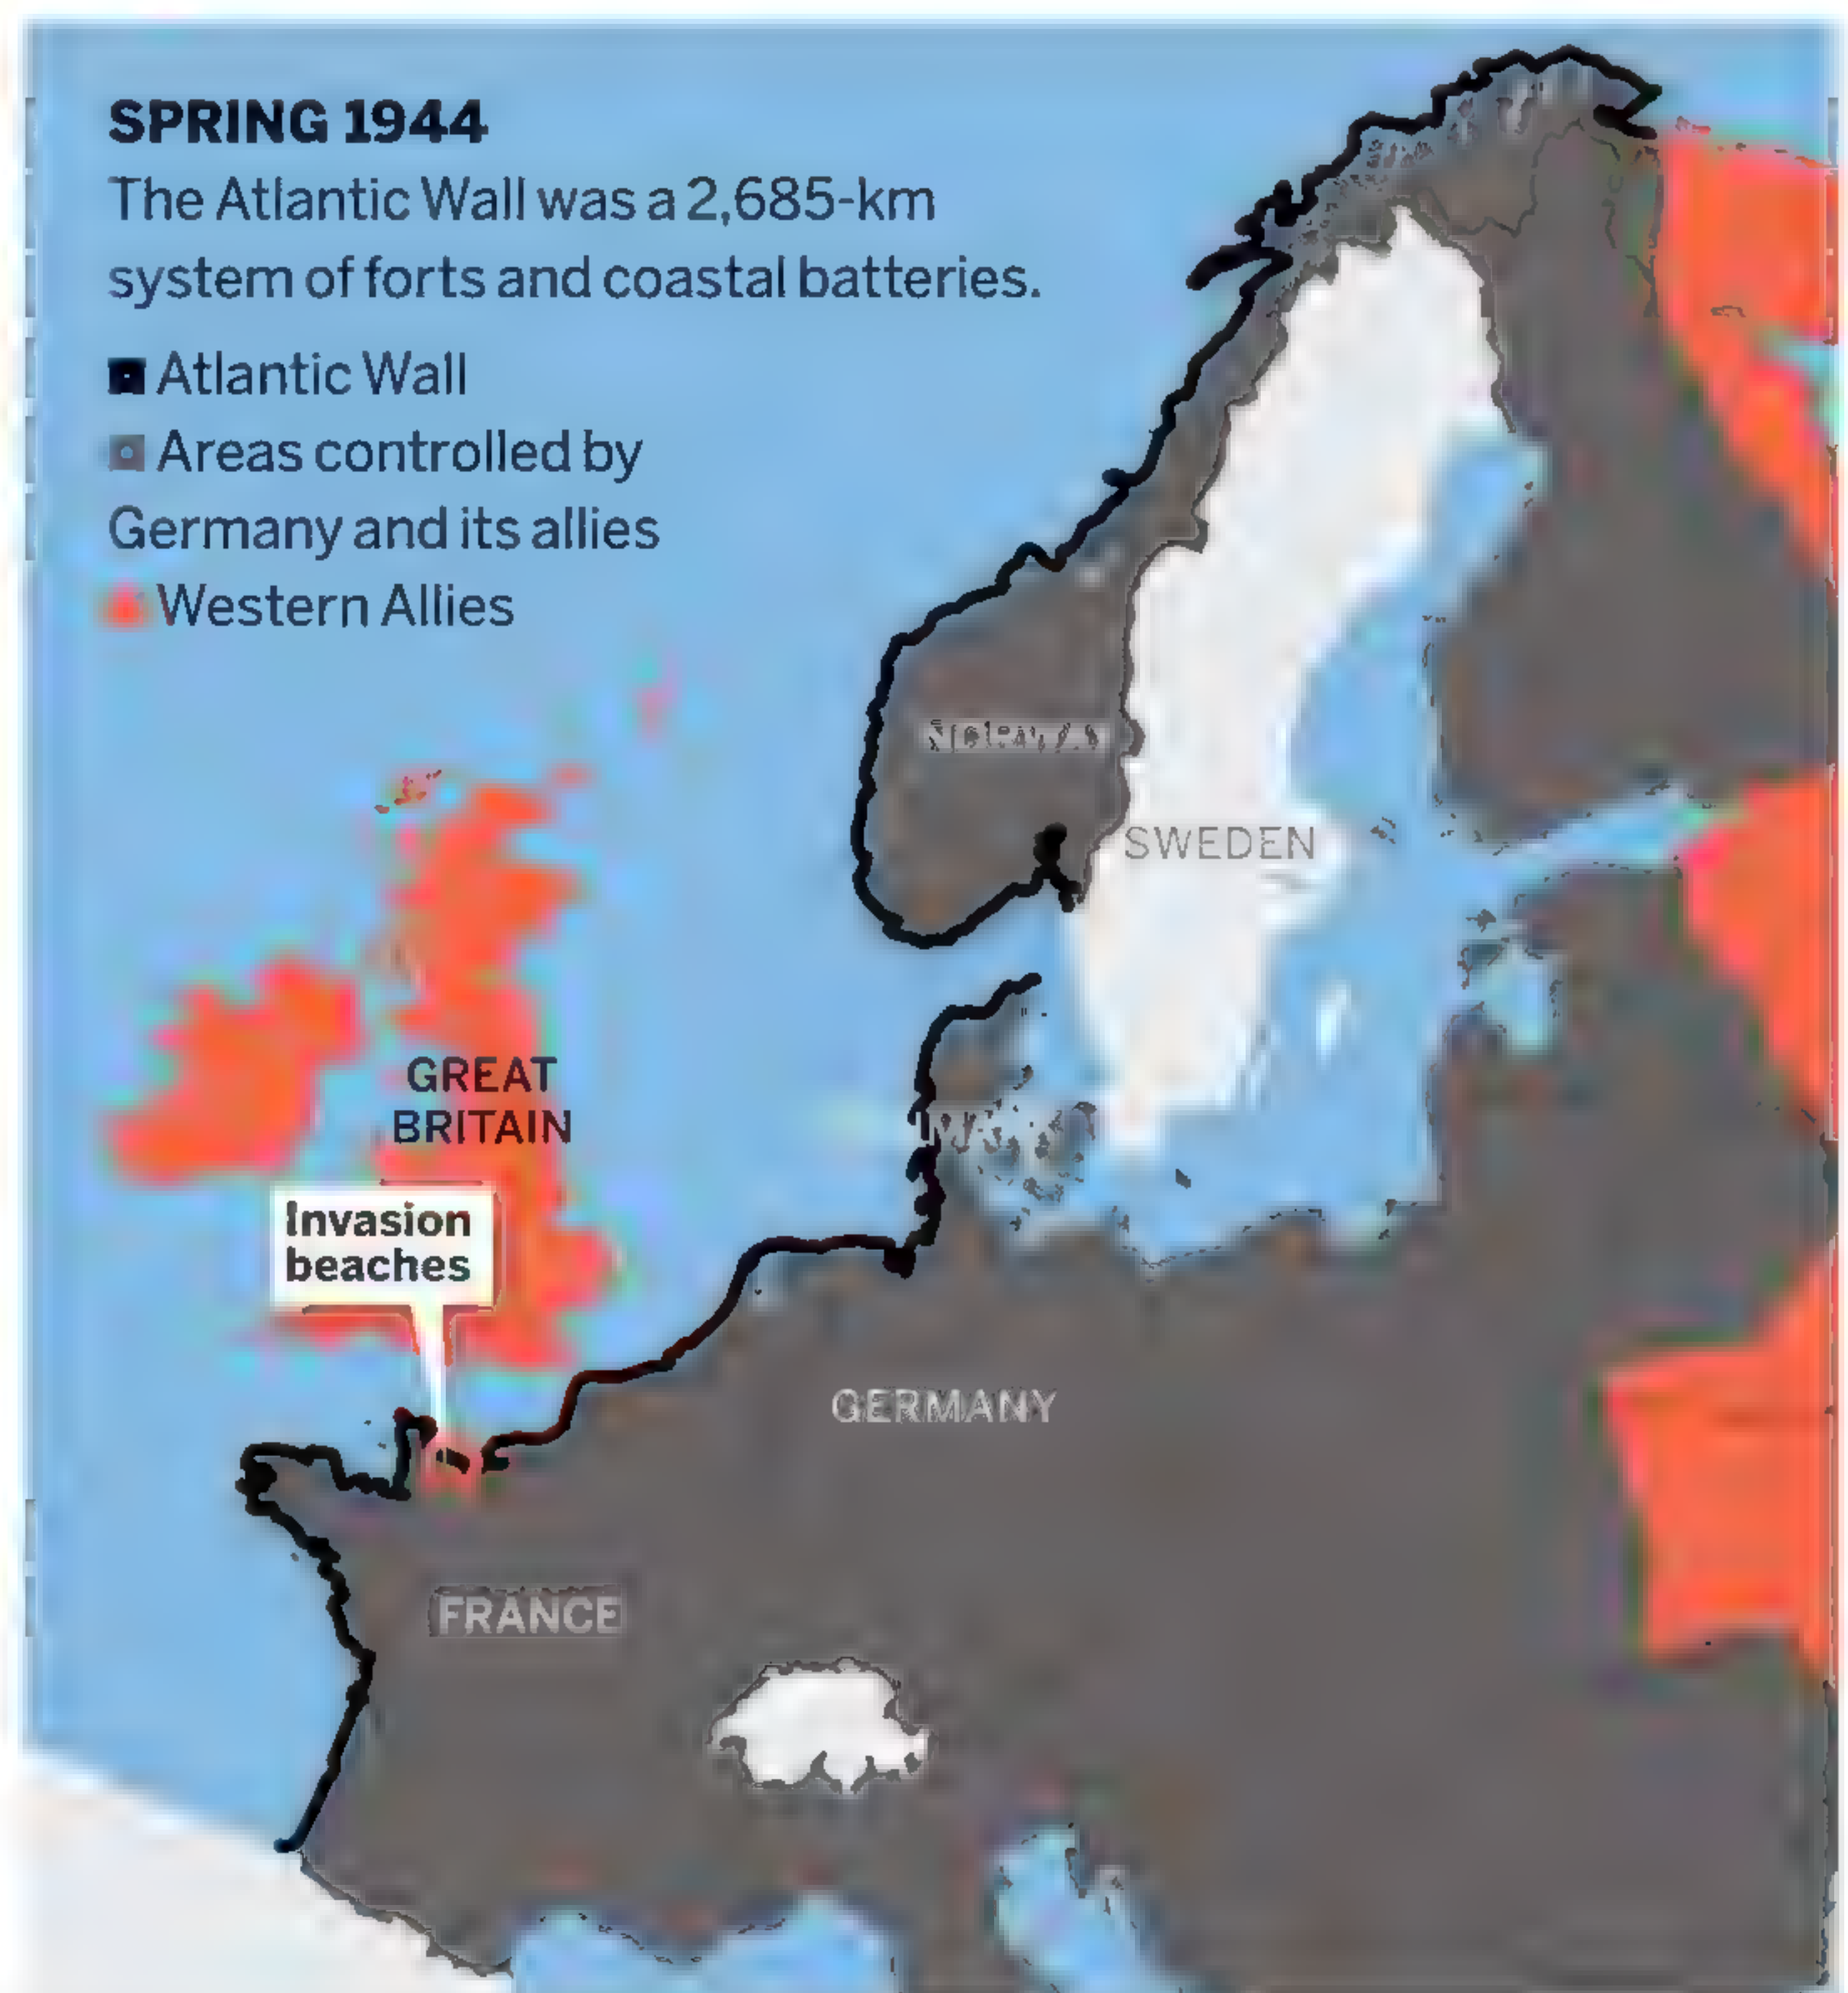 SPRING 1944
The Atlantic Wall was a 2,685-km
system of forts and coastal batteries.
Atlantic Wall
Areas controlled by
Germany and its allies
Western Allies
NORWAY
SWEDEN
GREAT
BRITAIN
Invasion
beaches
GERMANY
FRANCE